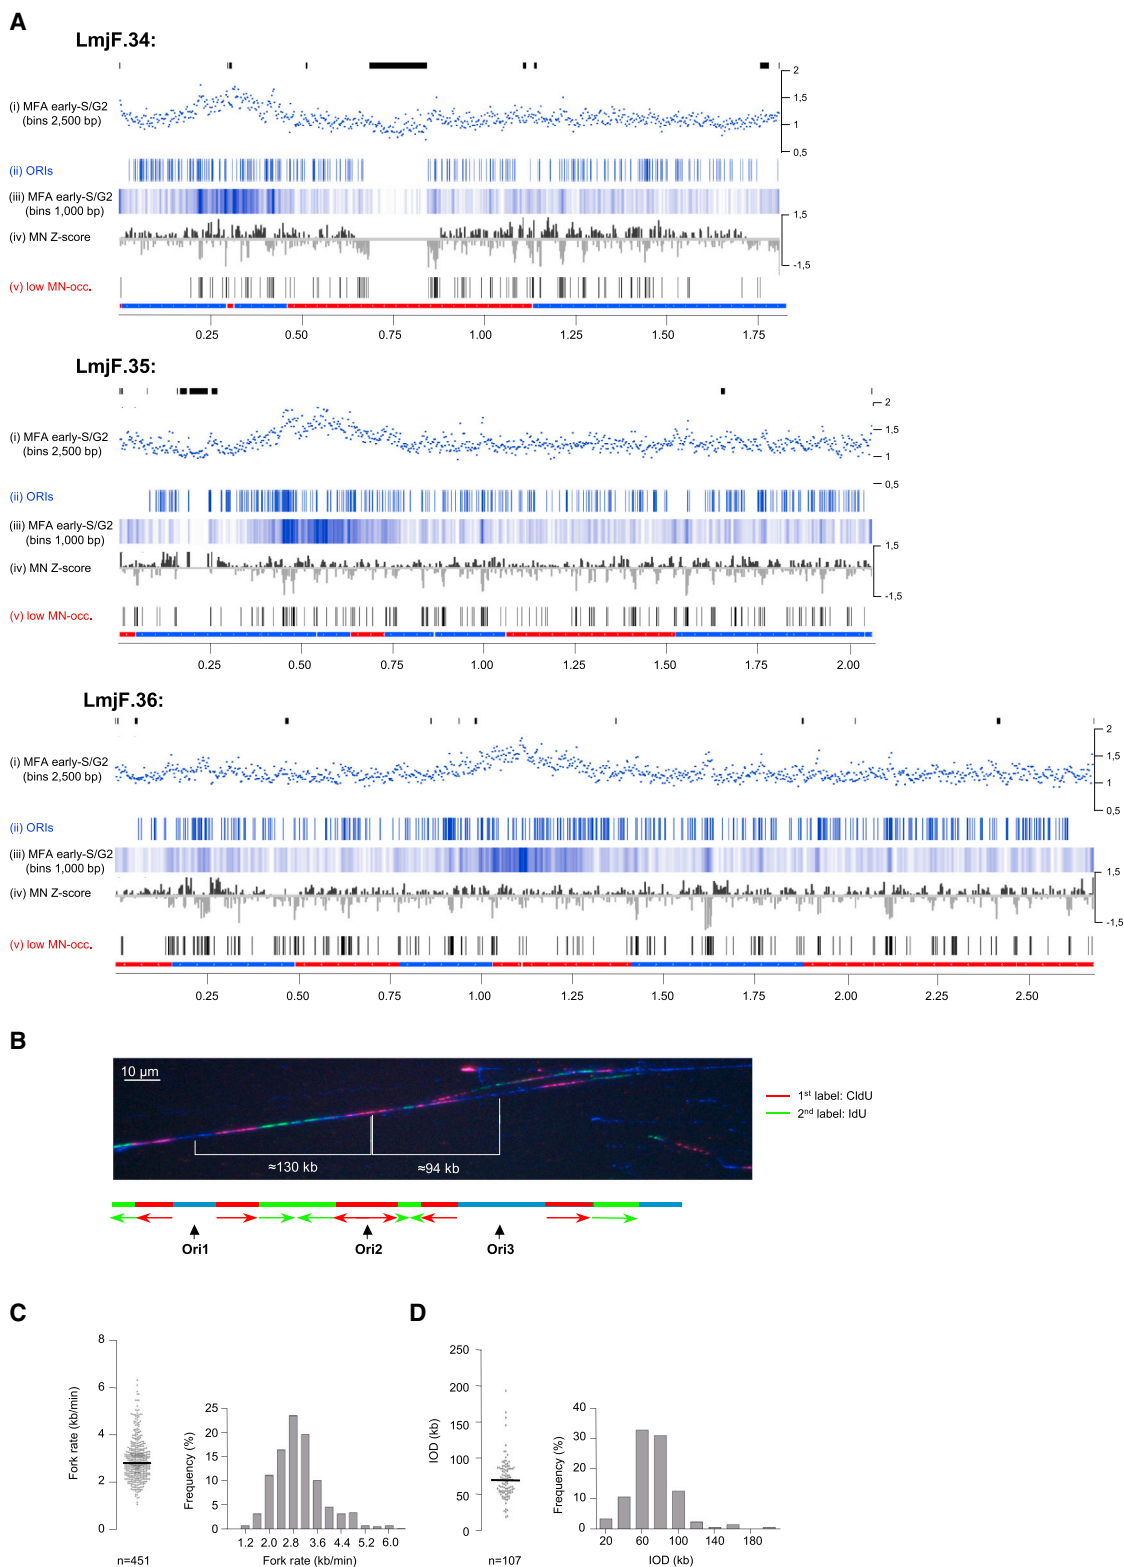 A
LmjF.34:
(i) MFA early-S/G2
(bins 2,500 bp)
2
1,5
1
0,5
(ii) ORIs
(iii) MFA early-S/G2
(bins 1,000 bp)
(iv) MN Z-score
1,5
-1,5
(v) low MN-occ.
0.25 0.50 0.75 1.00 1.25 1.50 1.75
LmjF.35:
(i) MFA early-S/G2
(bins 2,500 bp)
2
1,5
1
0,5
(ii) ORIs
(iii) MFA early-S/G2
(bins 1,000 bp)
(iv) MN Z-score
1,5
-1,5
(v) low MN-occ.
0.25 0.50 0.75 1.00 1.25 1.50 1.75 2.00
LmjF.36:
(i) MFA early-S/G2
(bins 2,500 bp)
2
1,5
1
0,5
(ii) ORIs
(iii) MFA early-S/G2
(bins 1,000 bp)
(iv) MN Z-score
1,5
-1,5
(v) low MN-occ.
0.25 0.50 0.75 1.00 1.25 1.50 1.75 2.00 2.25 2.50
B
10 µm
≈130 kb
≈94 kb
1st label: CldU
2nd label: IdU
Ori1 Ori2 Ori3
C
Fork rate (kb/min)
8
6
4
2
0
n=451
Frequency (%)
25
20
15
10
5
0
1.2 2.0 2.8 3.6 4.4 5.2 6.0
Fork rate (kb/min)
D
IOD (kb)
250
200
150
100
50
0
n=107
Frequency (%)
40
30
20
10
0
20 60 100 140 180
IOD (kb)